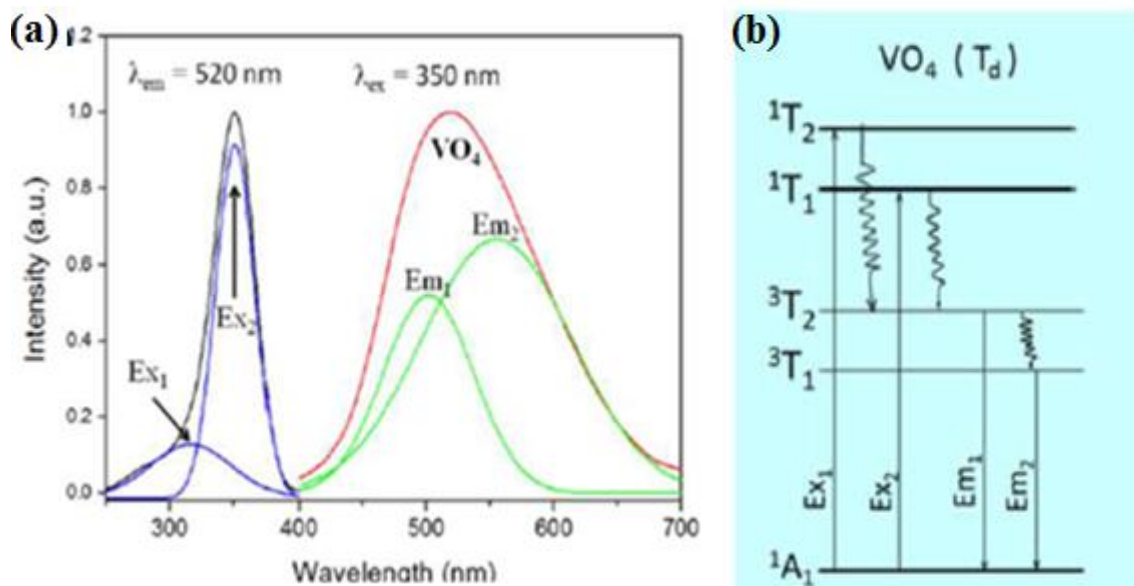 (a)
1.2
λem = 520 nm
λex = 350 nm
1.0
VO4
0.8
Em2
Em1
0.6
Ex2
0.4
Ex1
0.2
0.0
Intensity (a.u.)
300
400
500
600
700
Wavelength (nm)
(b)
VO4 (Td)
1T2
1T1
3T2
3T1
Ex1
Ex2
Em1
Em2
1A1